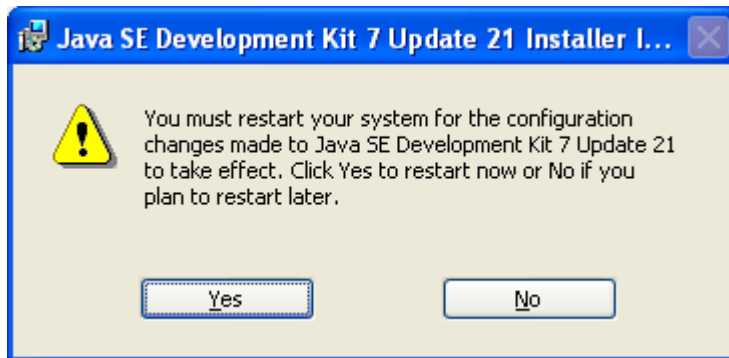 Java SE Development Kit 7 Update 21 Installer I...
You must restart your system for the configuration
changes made to Java SE Development Kit 7 Update 21
to take effect. Click Yes to restart now or No if you
plan to restart later.
Yes
No